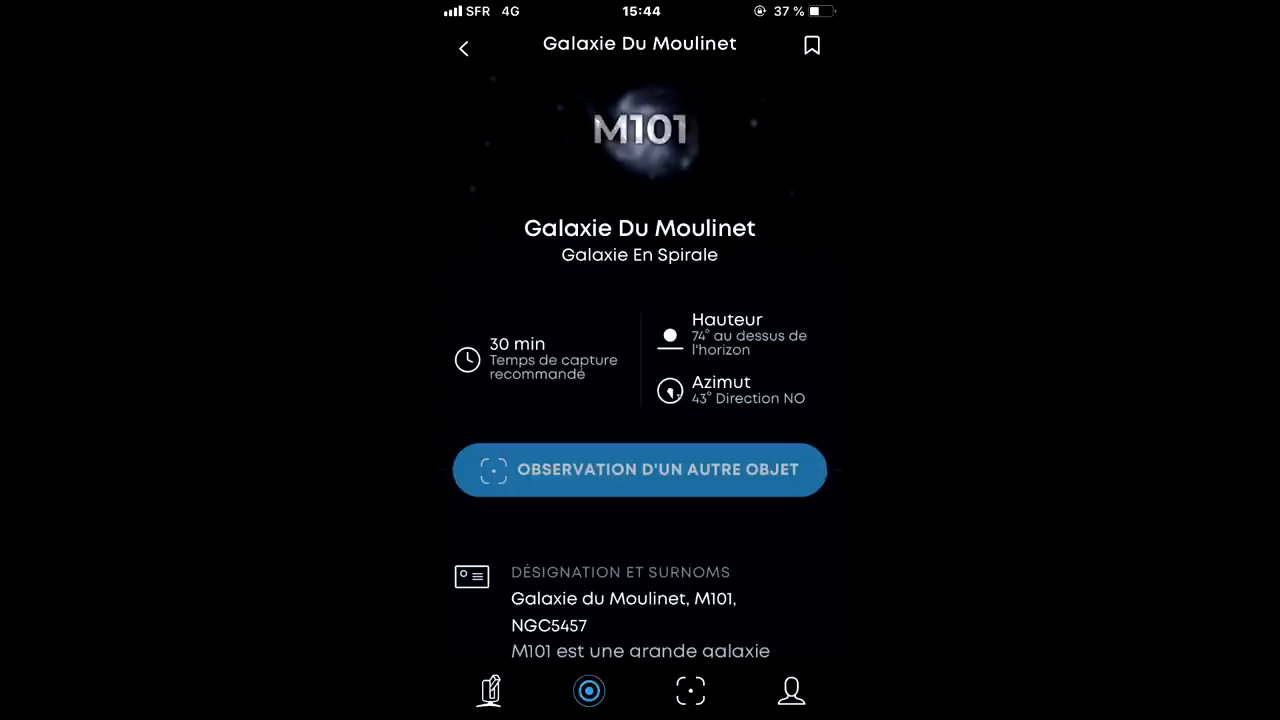 SFR 4G 15:44 37 %
Galaxie Du Moulinet
M101
Galaxie Du Moulinet
Galaxie En Spirale
30 min
Temps de capture
recommandé
Hauteur
74° au dessus de
l'horizon
Azimut
43° Direction NO
OBSERVATION D'UN AUTRE OBJET
DÉSIGNATION ET SURNOMS
Galaxie du Moulinet, M101,
NGC5457
M101 est une grande galaxie